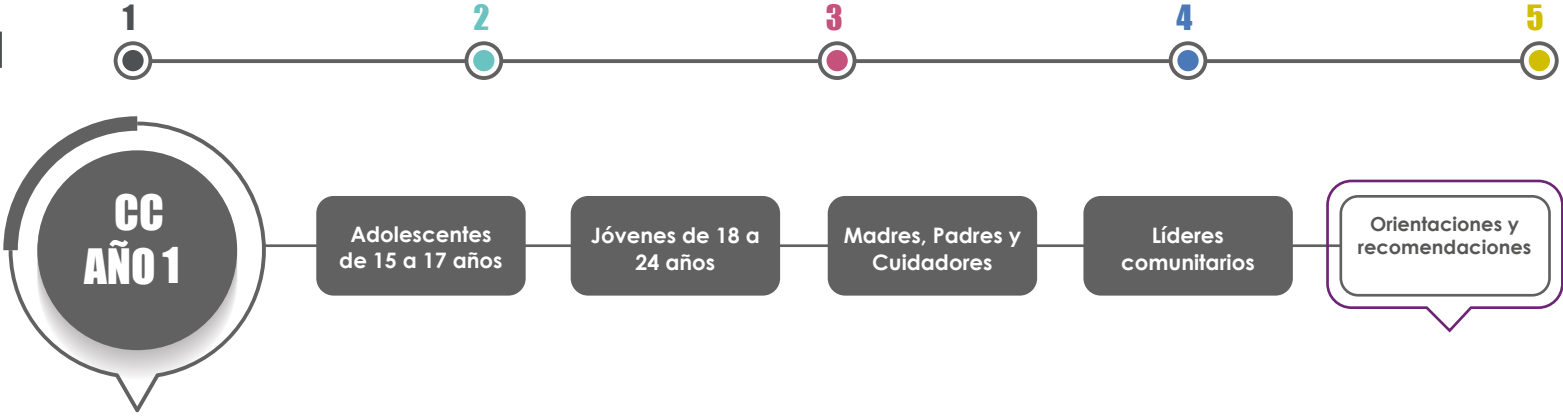 1
2
3
4
5
CC
AÑO 1
Adolescentes
de 15 a 17 años
Jóvenes de 18 a
24 años
Madres, Padres y
Cuidadores
Líderes
comunitarios
Orientaciones y
recomendaciones